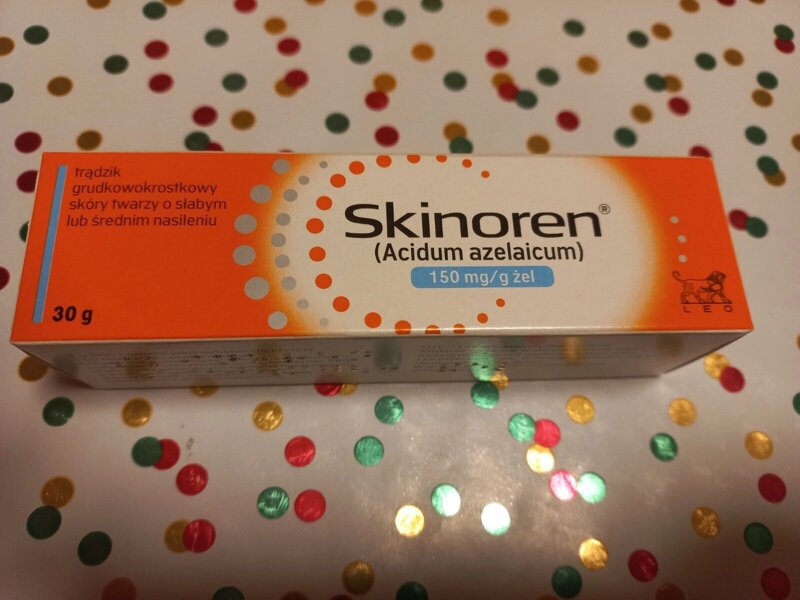 trądzik
grudkowokrostkowy
skóry twarzy o słabym
lub średnim nasileniu
30 g
Skinoren®
(Acidum azelaicum)
150 mg/g żel
LEO